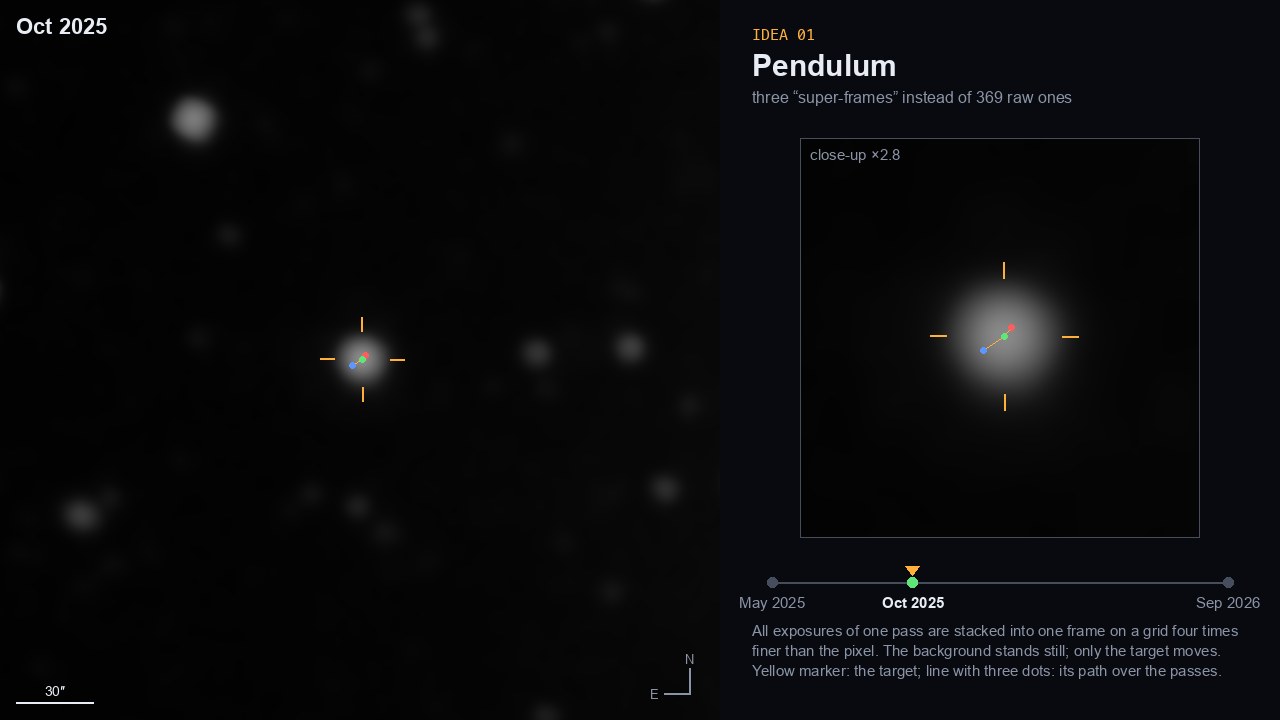 Oct 2025
IDEA 01
Pendulum
three “super-frames” instead of 369 raw ones
close-up ×2.8
May 2025
Oct 2025
Sep 2026
All exposures of one pass are stacked into one frame on a grid four times
finer than the pixel. The background stands still; only the target moves.
Yellow marker: the target; line with three dots: its path over the passes.
N
E
30″